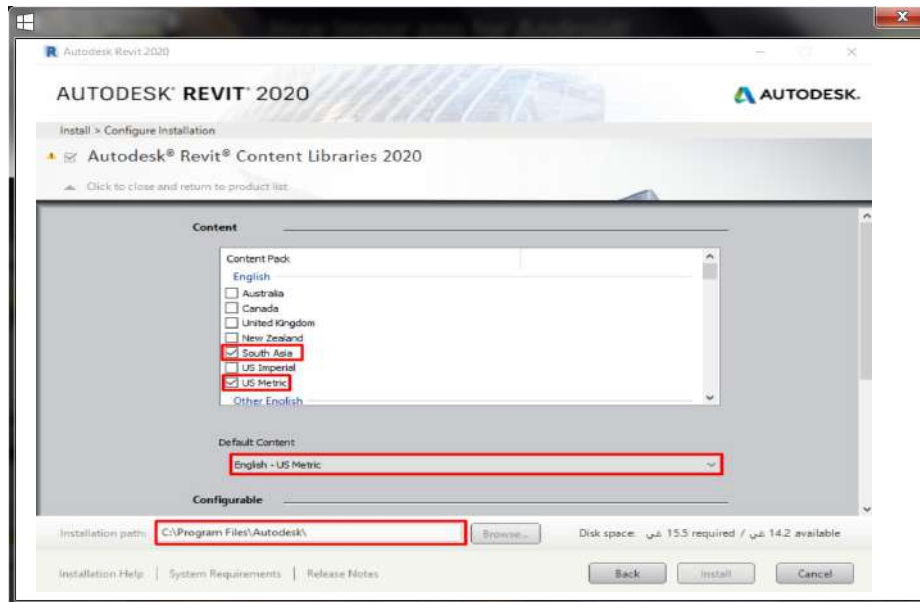 Autodesk Revit 2020
AUTODESK® REVIT® 2020
AUTODESK.
Install > Configure Installation
Autodesk® Revit® Content Libraries 2020
Click to close and return to product list
Content
Content Pack
English
Australia
Canada
United Kingdom
New Zealand
South Asia
US Imperial
US Metric
Other English
Default Content
English - US Metric
Configurable
Installation path: C:\Program Files\Autodesk\ Browse... Disk space: غي 15.5 required / غي 14.2 available
Installation Help | System Requirements | Release Notes Back Install Cancel